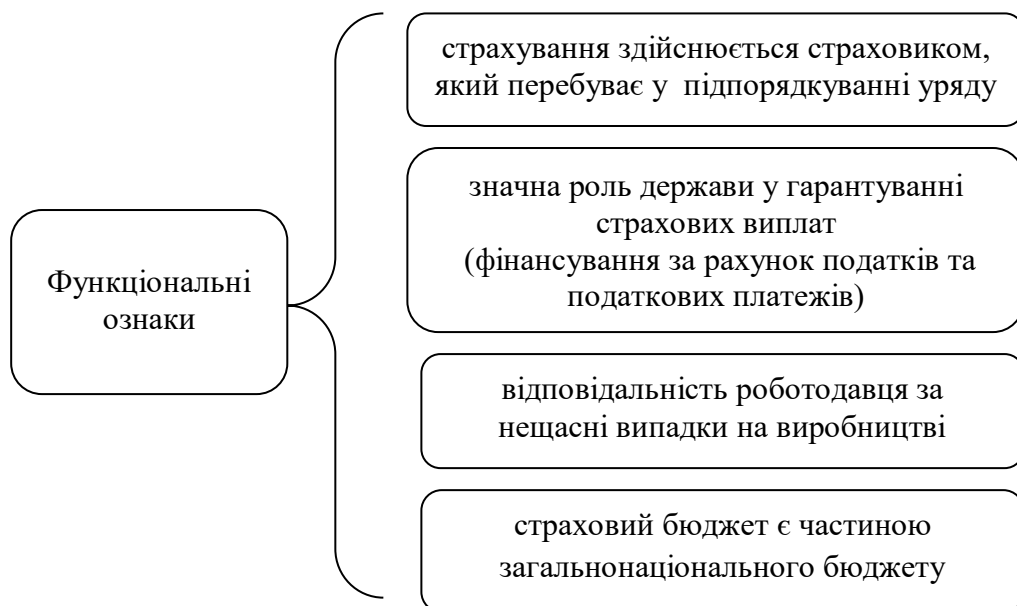 Функціональні
ознаки
страхування здійснюється страховиком,
який перебуває у підпорядкуванні уряду
значна роль держави у гарантуванні
страхових виплат
(фінансування за рахунок податків та
податкових платежів)
відповідальність роботодавця за
нещасні випадки на виробництві
страховий бюджет є частиною
загальнонаціонального бюджету